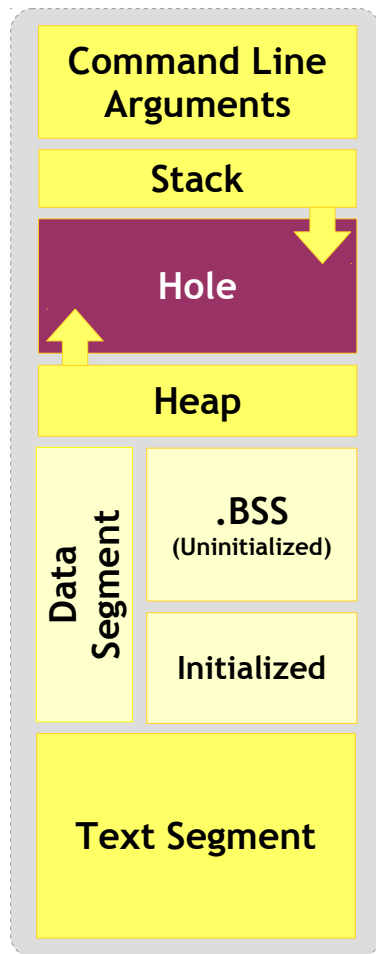 Command Line
Arguments
Stack
Hole
Heap
Data
Segment
.BSS
(Uninitialized)
Initialized
Text Segment